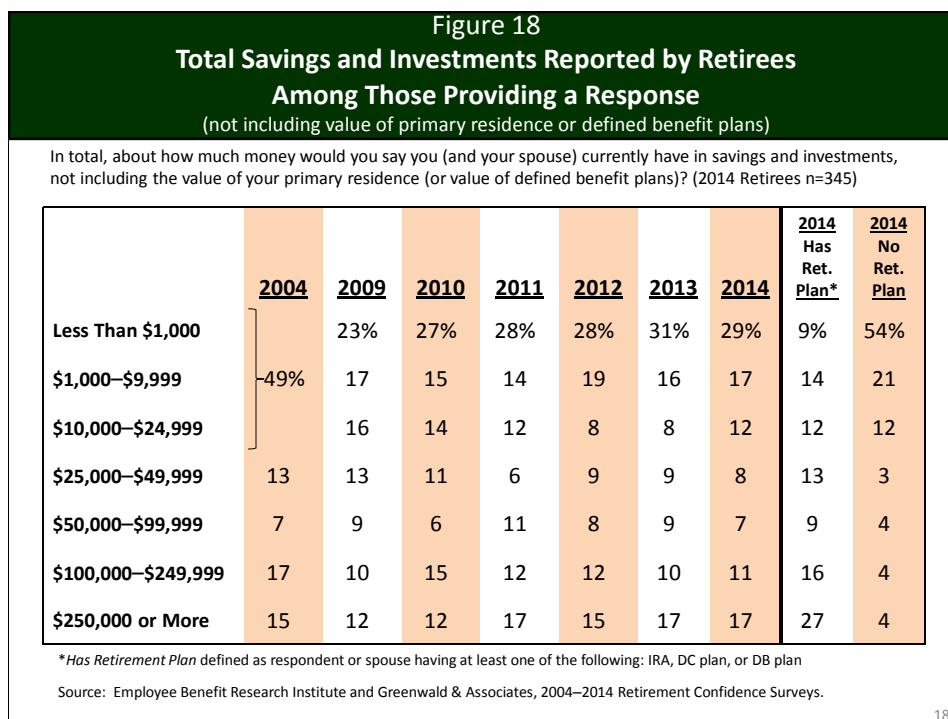 Figure 18
Total Savings and Investments Reported by Retirees
Among Those Providing a Response
(not including value of primary residence or defined benefit plans)
In total, about how much money would you say you (and your spouse) currently have in savings and investments,
not including the value of your primary residence (or value of defined benefit plans)? (2014 Retirees n=345)
2004 2009 2010 2011 2012 2013 2014 2014 Has Ret. Plan* 2014 No Ret. Plan
Less Than $1,000 23% 27% 28% 28% 31% 29% 9% 54%
$1,000–$9,999 49% 17 15 14 19 16 17 14 21
$10,000–$24,999 16 14 12 8 8 12 12 12
$25,000–$49,999 13 13 11 6 9 9 8 13 3
$50,000–$99,999 7 9 6 11 8 9 7 9 4
$100,000–$249,999 17 10 15 12 12 10 11 16 4
$250,000 or More 15 12 12 17 15 17 17 27 4
*Has Retirement Plan defined as respondent or spouse having at least one of the following: IRA, DC plan, or DB plan
Source: Employee Benefit Research Institute and Greenwald & Associates, 2004–2014 Retirement Confidence Surveys.
18